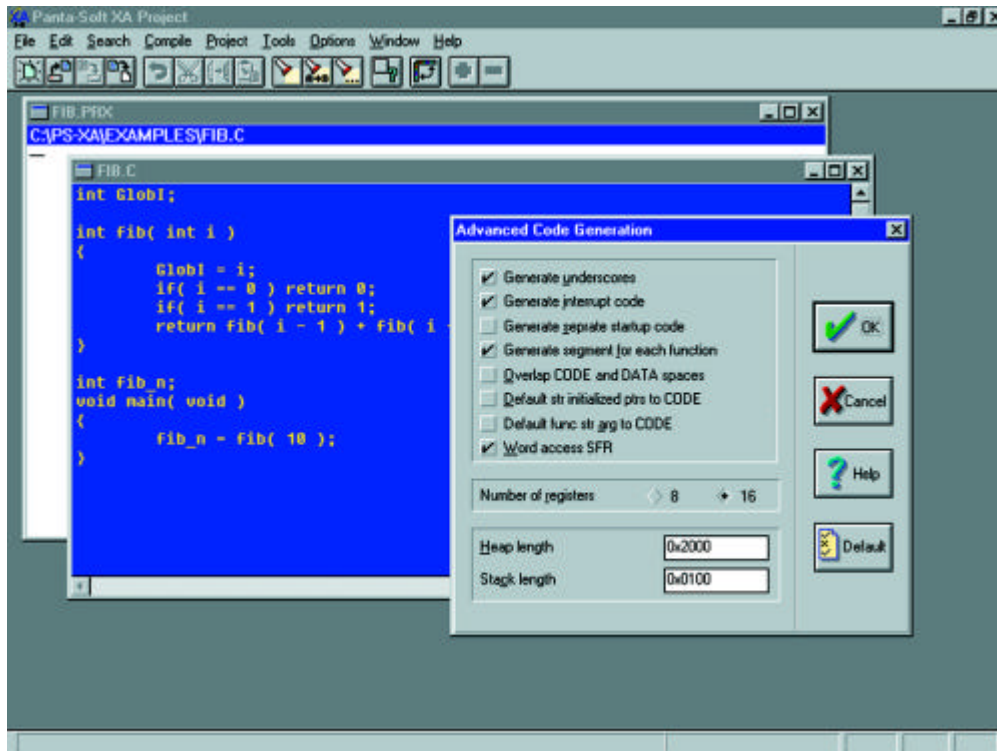 XA Panta-Soft XA Project
File Edit Search Compile Project Tools Options Window Help
FIB.PRX
C:\PS-XA\EXAMPLES\FIB.C
FIB.C
int GlobI;
int fib( int i )
{
GlobI = i;
if( i == 0 ) return 0;
if( i == 1 ) return 1;
return fib( i - 1 ) + fib( i -
}
int fib_n;
void main( void )
{
fib_n = fib( 10 );
}
Advanced Code Generation
Generate underscores
Generate interrupt code
Generate seprate startup code
Generate segment for each function
Overlap CODE and DATA spaces
Default str initialized ptrs to CODE
Default func str arg to CODE
Word access SFR
Number of registers 8 16
Heap length 0x2000
Stack length 0x0100
OK
Cancel
Help
Default